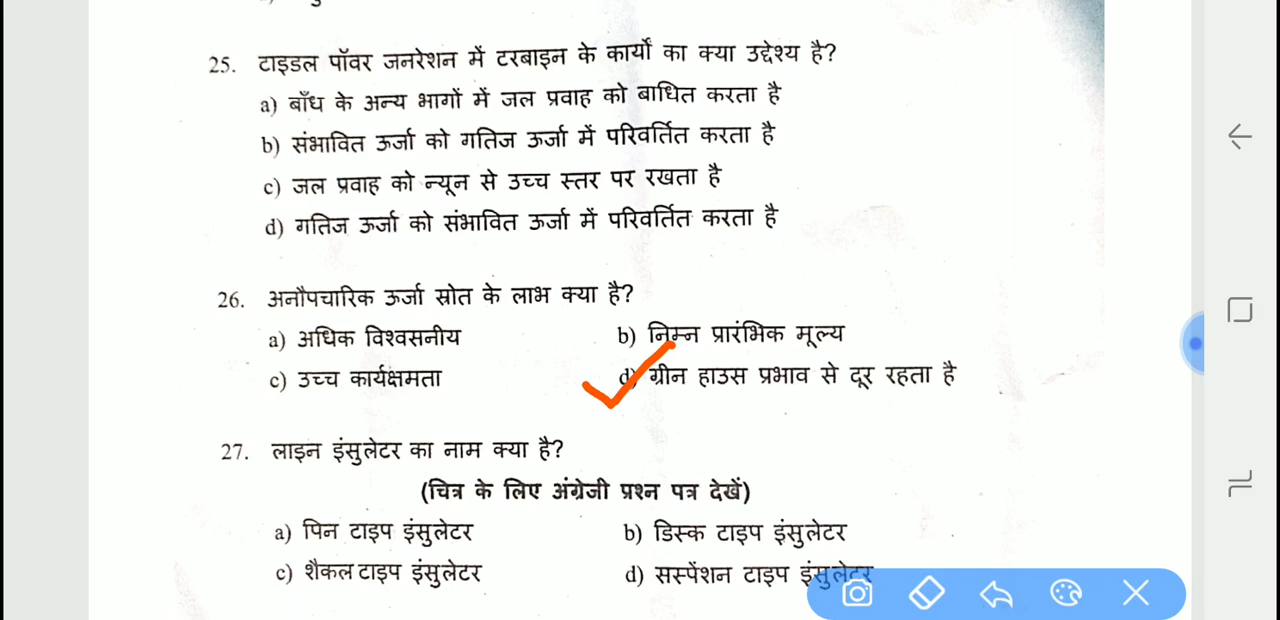 25. टाइडल पॉवर जनरेशन में टरबाइन के कार्यों का क्या उद्देश्य है?
a) बाँध के अन्य भागों में जल प्रवाह को बाधित करता है
b) संभावित ऊर्जा को गतिज ऊर्जा में परिवर्तित करता है
c) जल प्रवाह को न्यून से उच्च स्तर पर रखता है
d) गतिज ऊर्जा को संभावित ऊर्जा में परिवर्तित करता है
26. अनौपचारिक ऊर्जा स्रोत के लाभ क्या है?
a) अधिक विश्वसनीय b) निम्न प्रारंभिक मूल्य
c) उच्च कार्यक्षमता d) ग्रीन हाउस प्रभाव से दूर रहता है
27. लाइन इंसुलेटर का नाम क्या है?
(चित्र के लिए अंग्रेजी प्रश्न पत्र देखें)
a) पिन टाइप इंसुलेटर b) डिस्क टाइप इंसुलेटर
c) शैकल टाइप इंसुलेटर d) सस्पेंशन टाइप इंसुलेटर